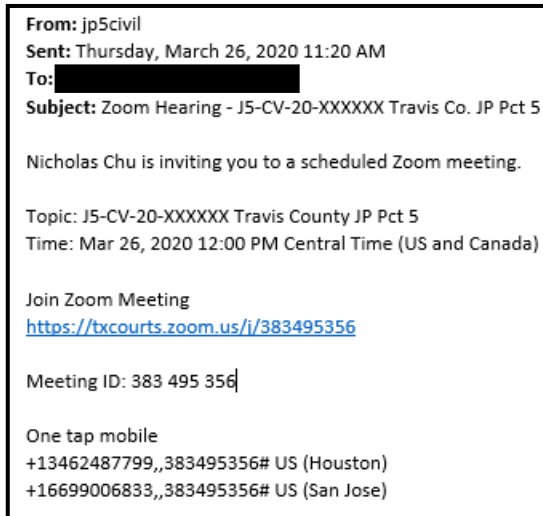 From: jp5civil
Sent: Thursday, March 26, 2020 11:20 AM
To:
Subject: Zoom Hearing - J5-CV-20-XXXXXX Travis Co. JP Pct 5
Nicholas Chu is inviting you to a scheduled Zoom meeting.
Topic: J5-CV-20-XXXXXX Travis County JP Pct 5
Time: Mar 26, 2020 12:00 PM Central Time (US and Canada)
Join Zoom Meeting
https://txcourts.zoom.us/j/383495356
Meeting ID: 383 495 356
One tap mobile
+13462487799,,383495356# US (Houston)
+16699006833,,383495356# US (San Jose)